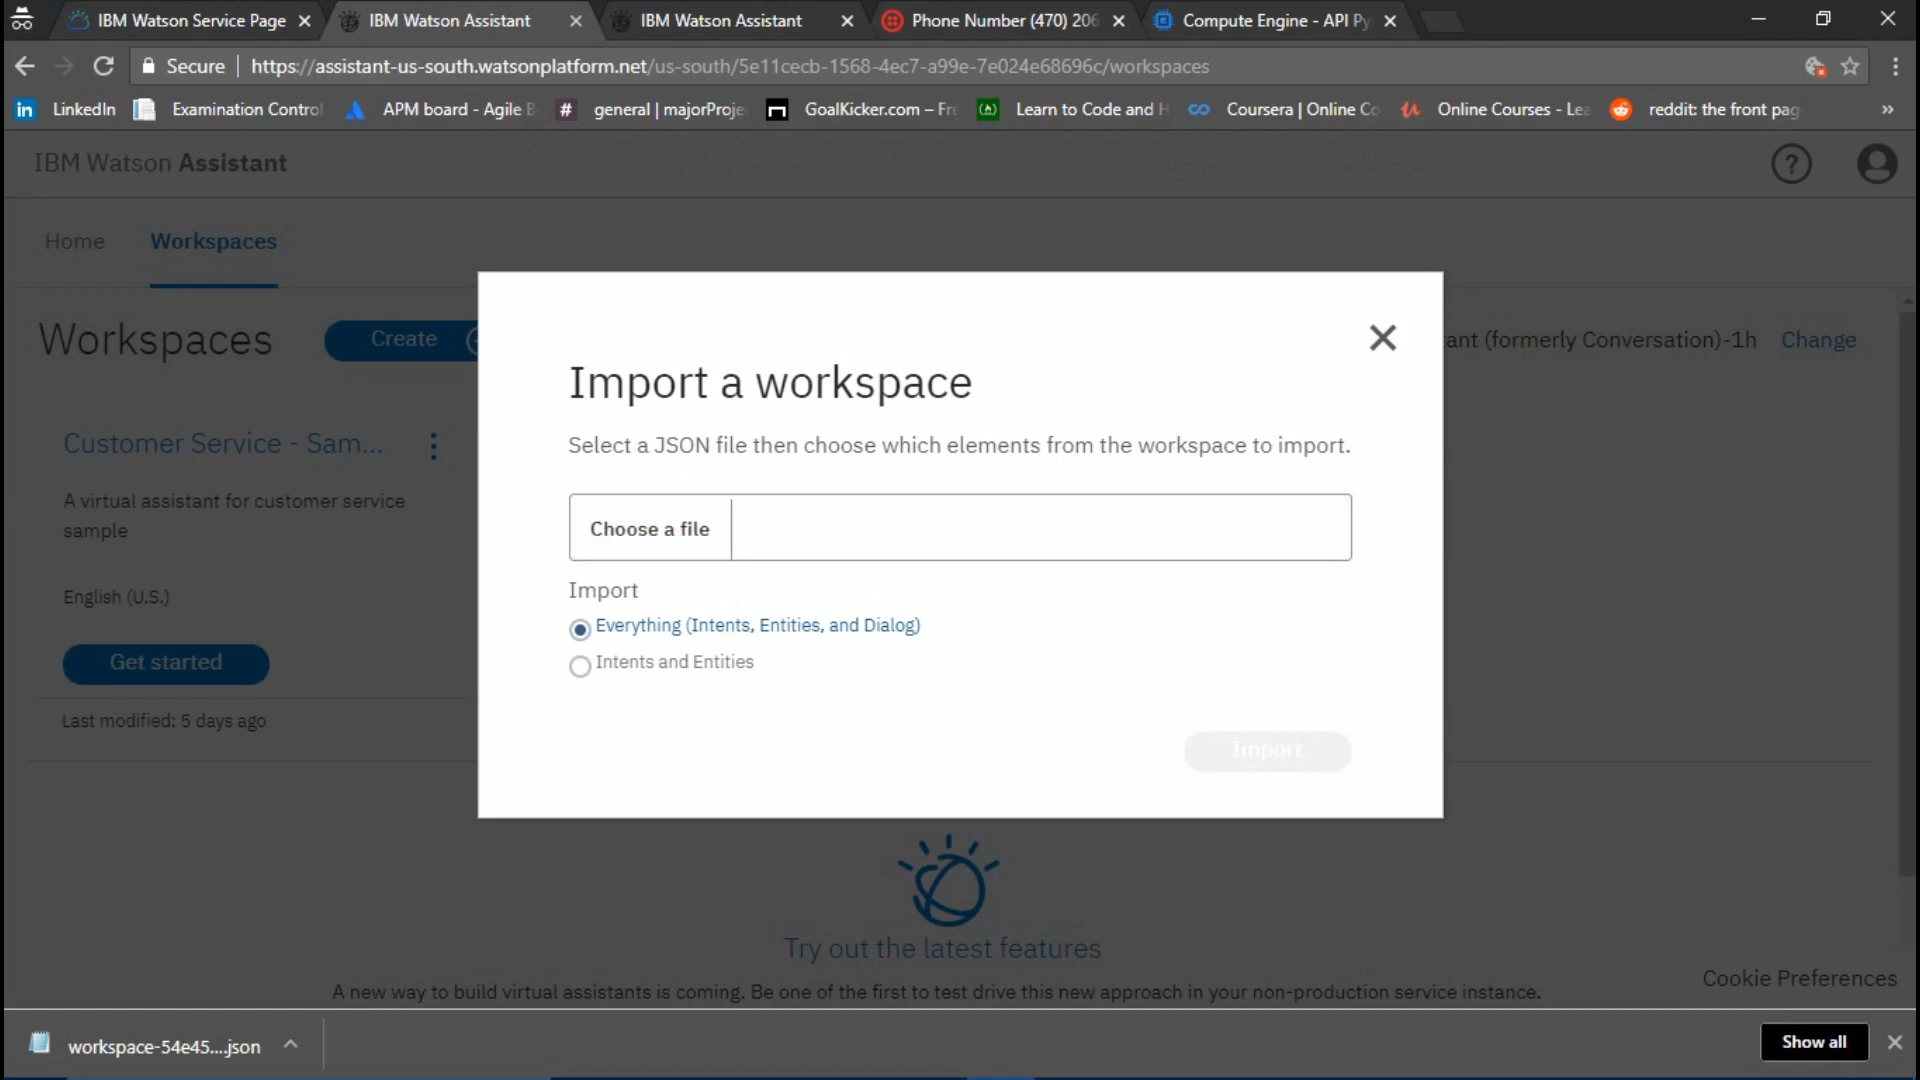 IBM Watson Service Page
IBM Watson Assistant
IBM Watson Assistant
Phone Number (470) 206
Compute Engine - API Py
Secure
https://assistant-us-south.watsonplatform.net/us-south/5e11cecb-1568-4ec7-a99e-7e024e68696c/workspaces
in LinkedIn
Examination Control
APM board - Agile B
# general | majorProje
GoalKicker.com – Fre
Learn to Code and H
Coursera | Online Co
Online Courses - Lea
reddit: the front pag
»
IBM Watson Assistant
?
Home
Workspaces
Workspaces
Create
ant (formerly Conversation)-1h
Change
Customer Service - Sam...
A virtual assistant for customer service
sample
English (U.S.)
Get started
Last modified: 5 days ago
Import a workspace
Select a JSON file then choose which elements from the workspace to import.
Choose a file
Import
Everything (Intents, Entities, and Dialog)
Intents and Entities
Import
Try out the latest features
A new way to build virtual assistants is coming. Be one of the first to test drive this new approach in your non-production service instance.
Cookie Preferences
workspace-54e45....json
Show all